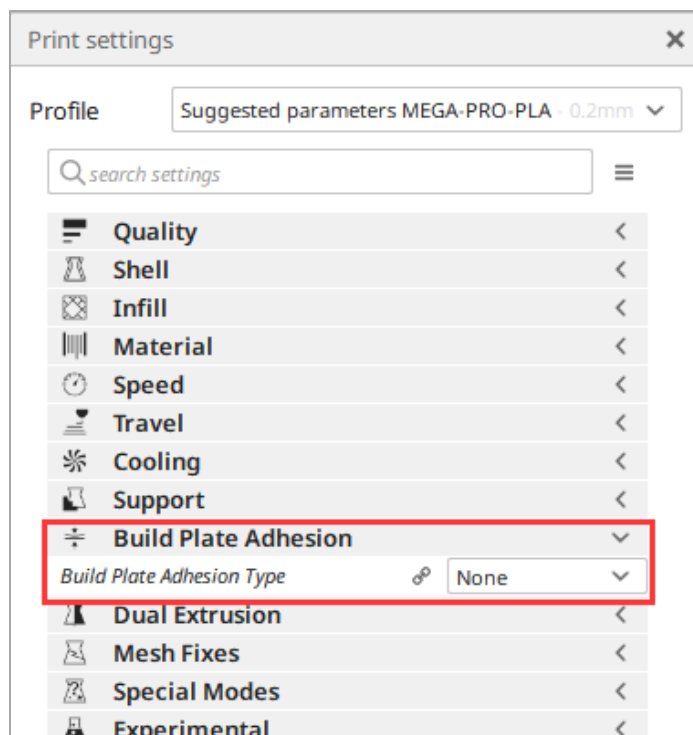 Print settings
Profile
Suggested parameters MEGA-PRO-PLA - 0.2mm
search settings
Quality
Shell
Infill
Material
Speed
Travel
Cooling
Support
Build Plate Adhesion
Build Plate Adhesion Type None
Dual Extrusion
Mesh Fixes
Special Modes
Experimental